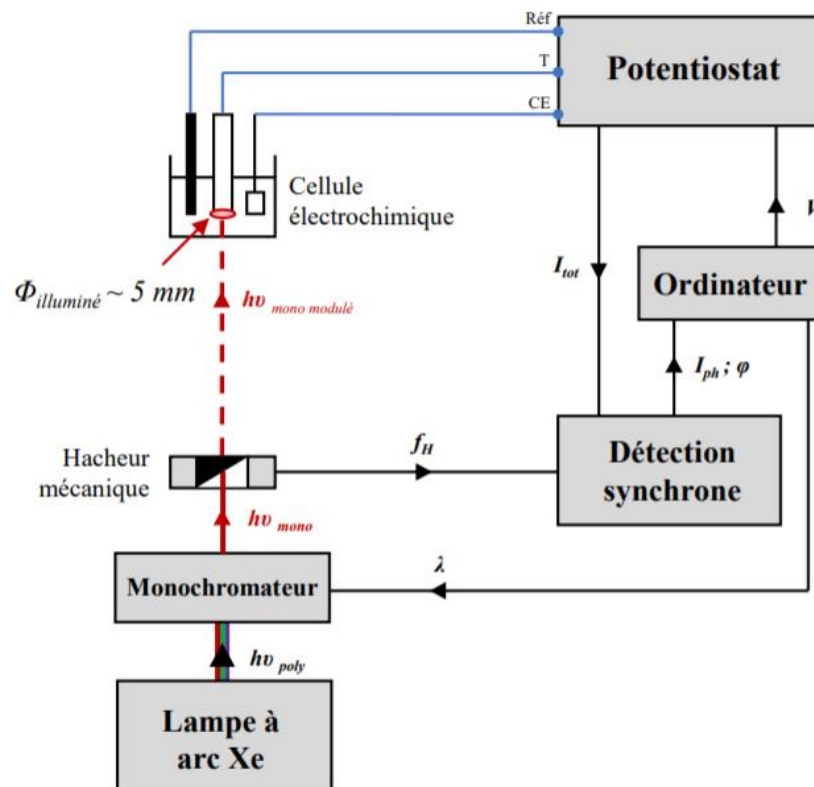 Réf
T
CE
Potentiostat
Cellule
électrochimique
Φilluminé ~ 5 mm
hυ mono modulé
Itot
Ordinateur
Iph ; φ
Hacheur
mécanique
fH
Détection
synchrone
hυ mono
Monochromateur
λ
hυ poly
Lampe à
arc Xe